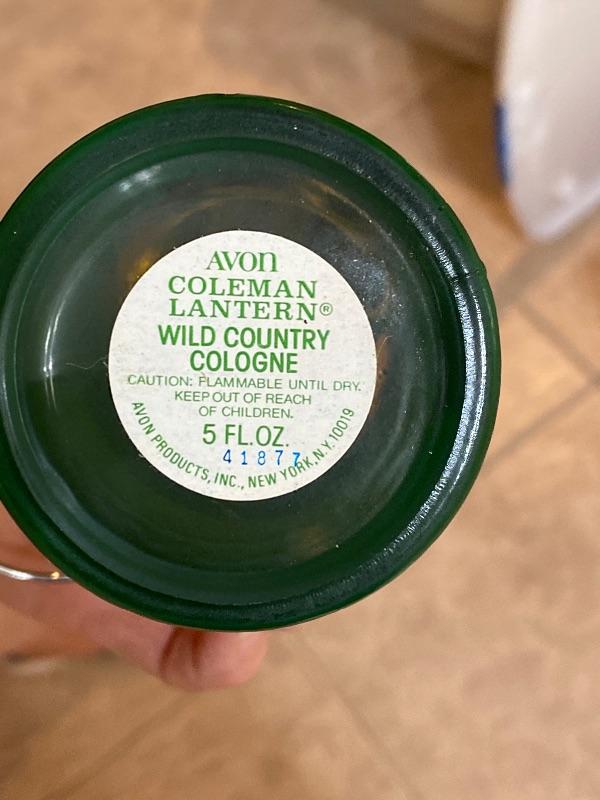 AVON
COLEMAN
LANTERN®
WILD COUNTRY
COLOGNE
CAUTION: FLAMMABLE UNTIL DRY.
KEEP OUT OF REACH
OF CHILDREN.
5 FL.OZ.
41877
AVON PRODUCTS, INC., NEW YORK, N.Y. 10019